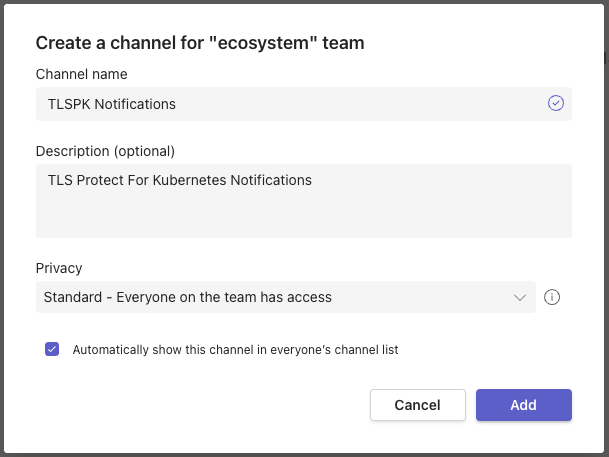 Create a channel for "ecosystem" team
Channel name
TLSPK Notifications
Description (optional)
TLS Protect For Kubernetes Notifications
Privacy
Standard - Everyone on the team has access
Automatically show this channel in everyone's channel list
Cancel
Add